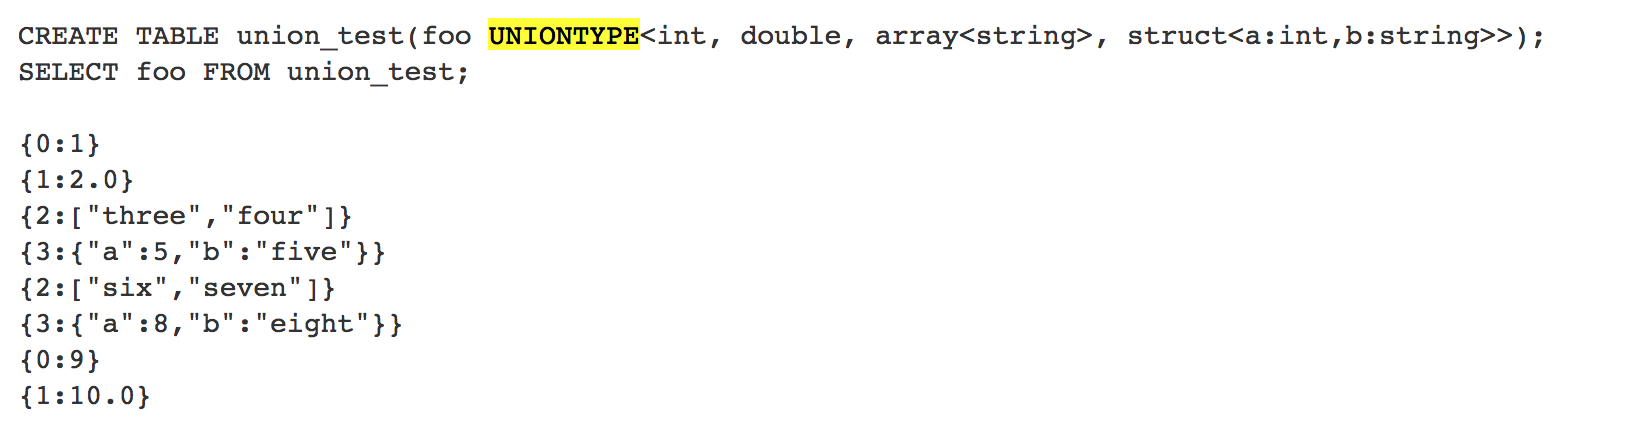 CREATE TABLE union_test(foo UNIONTYPE<int, double, array<string>, struct<a:int,b:string>>);
SELECT foo FROM union_test;
{0:1}
{1:2.0}
{2:["three","four"]}
{3:{"a":5,"b":"five"}}
{2:["six","seven"]}
{3:{"a":8,"b":"eight"}}
{0:9}
{1:10.0}